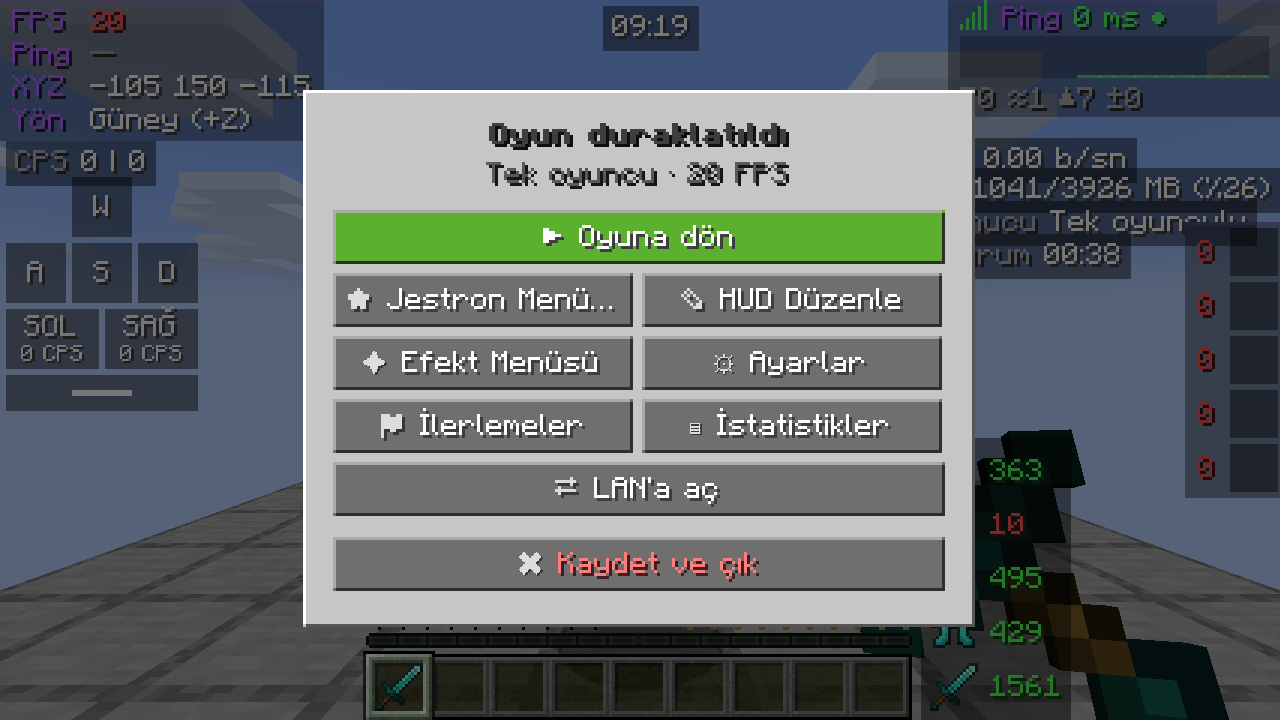 FPS 20
Ping —
XYZ -105 150 -115
Yön Güney (+Z)
CPS 0 | 0
W
A S D
SOL SAĞ
0 CPS 0 CPS
09:19
Ping 0 ms
≈1 ▲7 ±0
0.00 b/sn
1041/3926 MB (%26)
Tek oyunculu
00:38
0
0
0
0
0
Oyun duraklatıldı
Tek oyuncu · 20 FPS
▶ Oyuna dön
Jestron Menü...
HUD Düzenle
Efekt Menüsü
Ayarlar
İlerlemeler
İstatistikler
LAN'a aç
Kaydet ve çık
363
10
495
429
1561